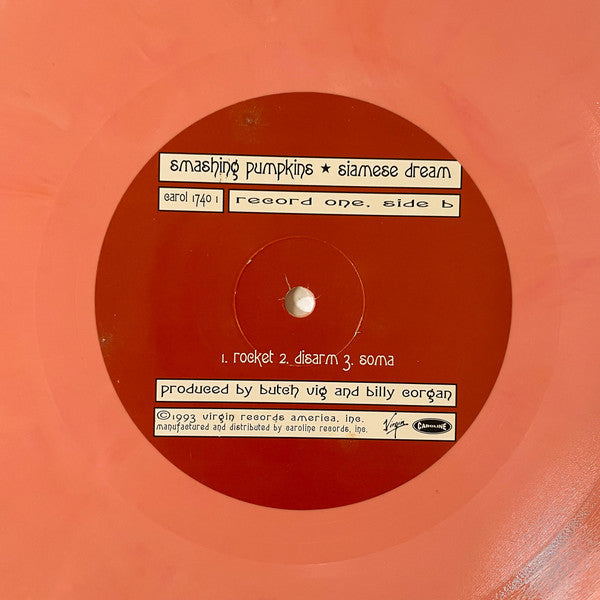 smashing pumpkins ★ siamese dream
carol 1740 1 record one, side b
1. rocket 2. disarm 3. soma
produced by butch vig and billy corgan
©1993 virgin records america, inc.
manufactured and distributed by caroline records, inc.
Virgin CAROLINE